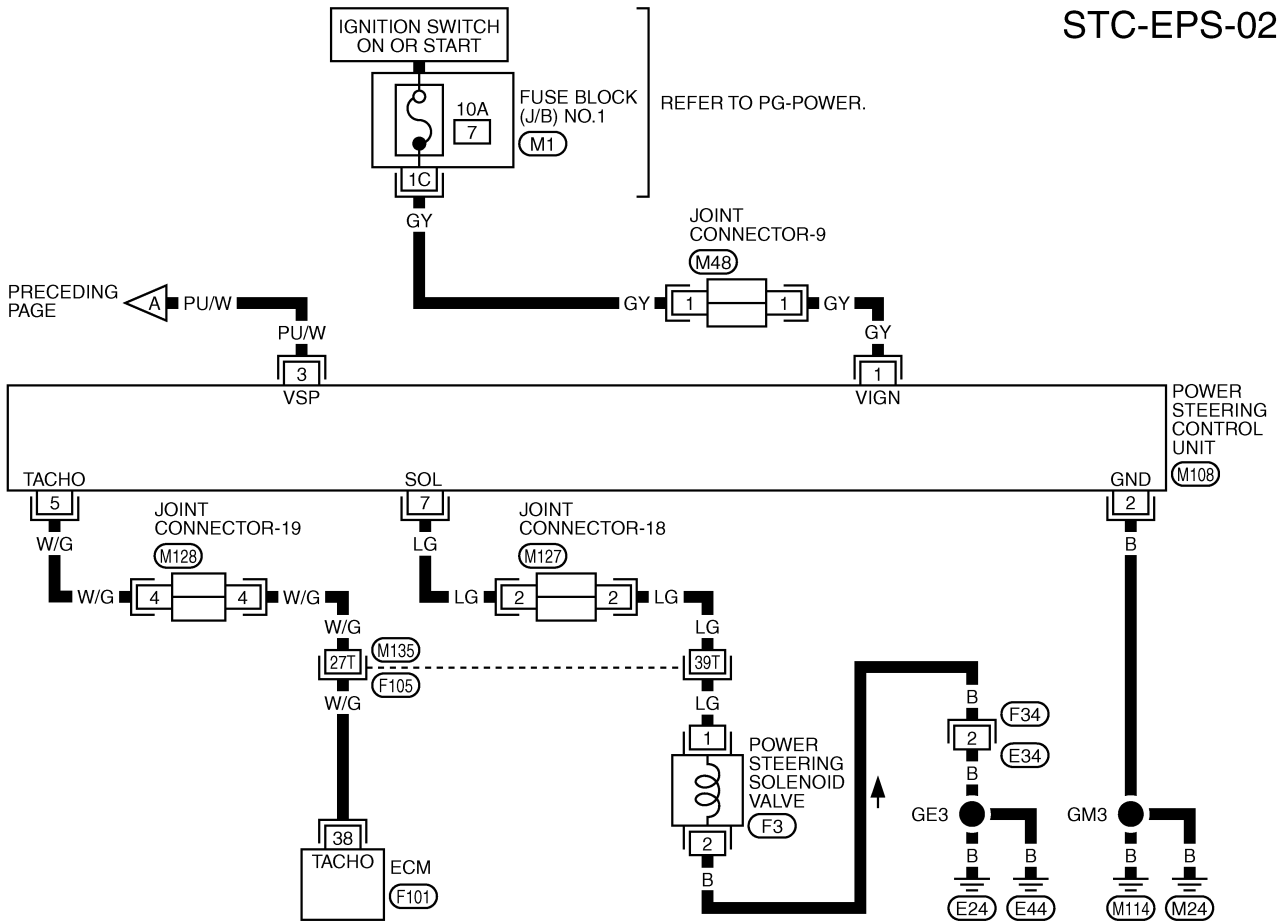 STC-EPS-02
IGNITION SWITCH
ON OR START
FUSE BLOCK
(J/B) NO.1
M1
10A
7
REFER TO PG-POWER.
1C
GY
JOINT
CONNECTOR-9
M48
PRECEDING
PAGE
A
PU/W
GY
1
1
GY
PU/W
GY
3
1
VSP
VIGN
POWER
STEERING
CONTROL
UNIT
M108
TACHO
SOL
GND
5
7
2
JOINT
CONNECTOR-19
M128
JOINT
CONNECTOR-18
M127
W/G
LG
B
W/G
4
4
W/G
LG
2
2
LG
W/G
LG
27T
M135
F105
39T
W/G
LG
B
F34
2
E34
B
1
POWER
STEERING
SOLENOID
VALVE
F3
GE3
GM3
38
2
TACHO
ECM
F101
B
B
B
B
B
E24
E44
M114
M24